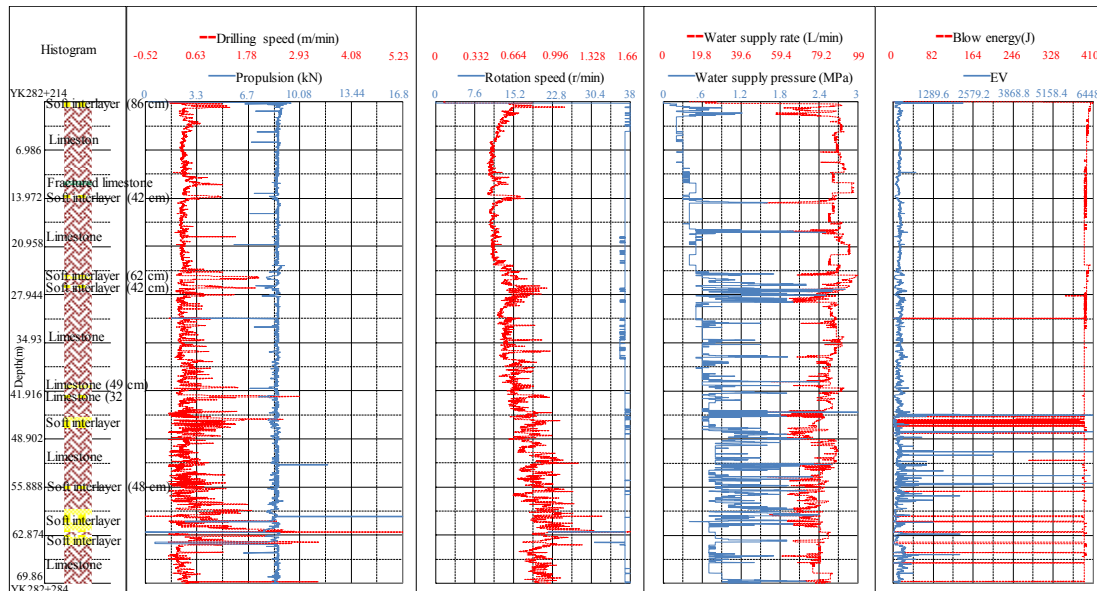 Histogram
Drilling speed (m/min)
-0.52 0.63 1.78 2.93 4.08 5.23
Propulsion (kN)
0 3.3 6.7 10.08 13.44 16.8
0 0.332 0.664 0.996 1.328 1.66
Rotation speed (r/min)
0 7.6 15.2 22.8 30.4 38
Water supply rate (L/min)
0 19.8 39.6 59.4 79.2 99
Water supply pressure (MPa)
0 .6 1.2 1.8 2.4 3
Blow energy(J)
0 82 164 246 328 410
EV
1289.6 2579.2 3868.8 5158.4 6448
YK282+214
Soft interlayer (86 cm)
Limeston
6.986
Fractured limestone
Soft interlayer (42 cm)
13.972
Limestone
20.958
Soft interlayer (62 cm)
Soft interlayer (42 cm)
27.944
Limestone
34.93
Depth(m)
Limestone (49 cm)
41.916
Limestone (32
Soft interlayer
48.902
Limestone
55.888
Soft interlayer (48 cm)
Soft interlayer
62.874
Soft interlayer
Limestone
69.86
YK282+284